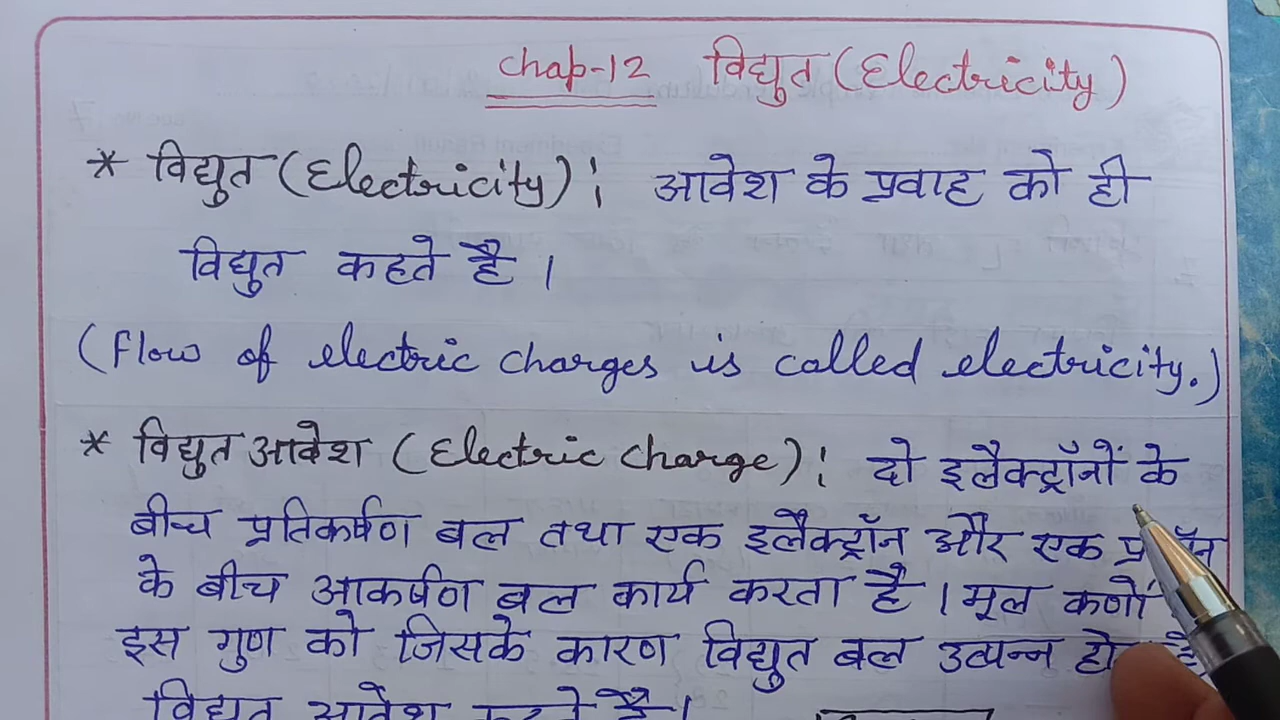 Chap-12 विद्युत (Electricity)
* विद्युत (Electricity): आवेश के प्रवाह को ही
विद्युत कहते है।
(Flow of electric charges is called electricity.)
* विद्युत आवेश (Electric Charge): दो इलैक्ट्रॉनों के
बीच प्रतिकर्षण बल तथा एक इलैक्ट्रॉन और एक
के बीच आकर्षण बल कार्य करता है। मूल कणों
इस गुण को जिसके कारण विद्युत बल उत्पन्न
विद्युत आवेश कहते है।